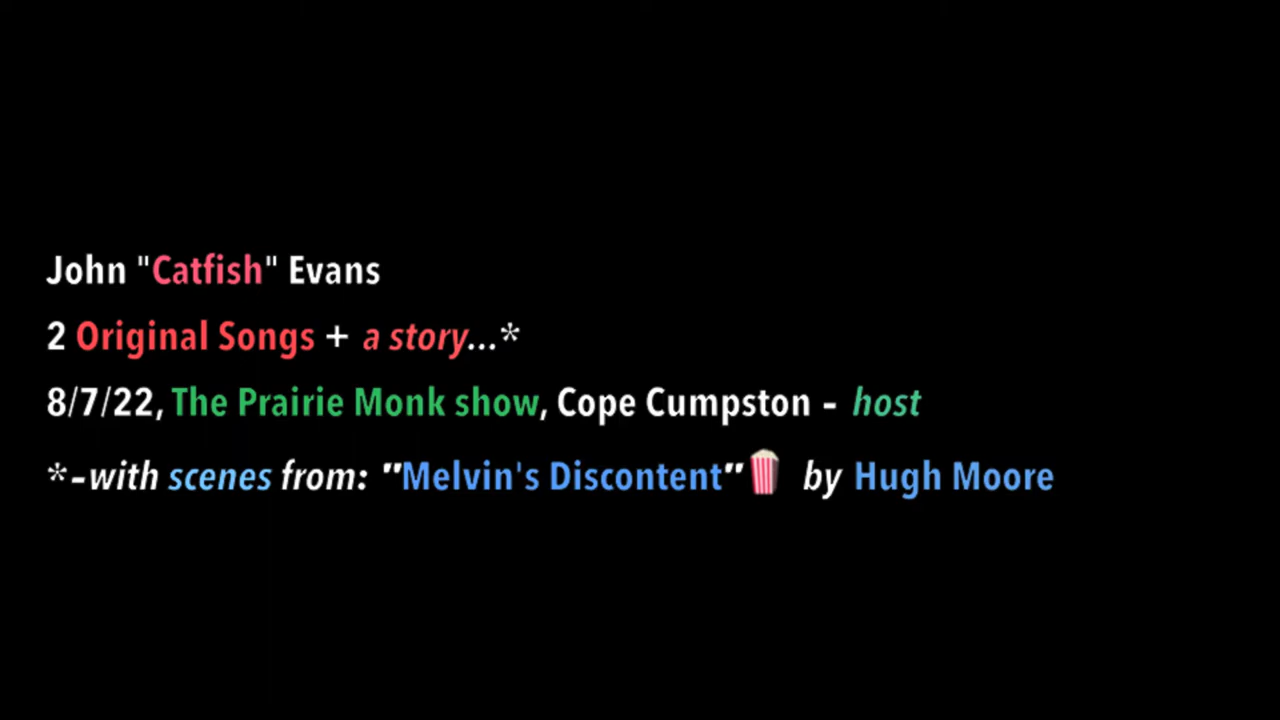 John "Catfish" Evans
2 Original Songs + a story...*
8/7/22, The Prairie Monk show, Cope Cumpston - host
*-with scenes from: "Melvin's Discontent"🍿 by Hugh Moore